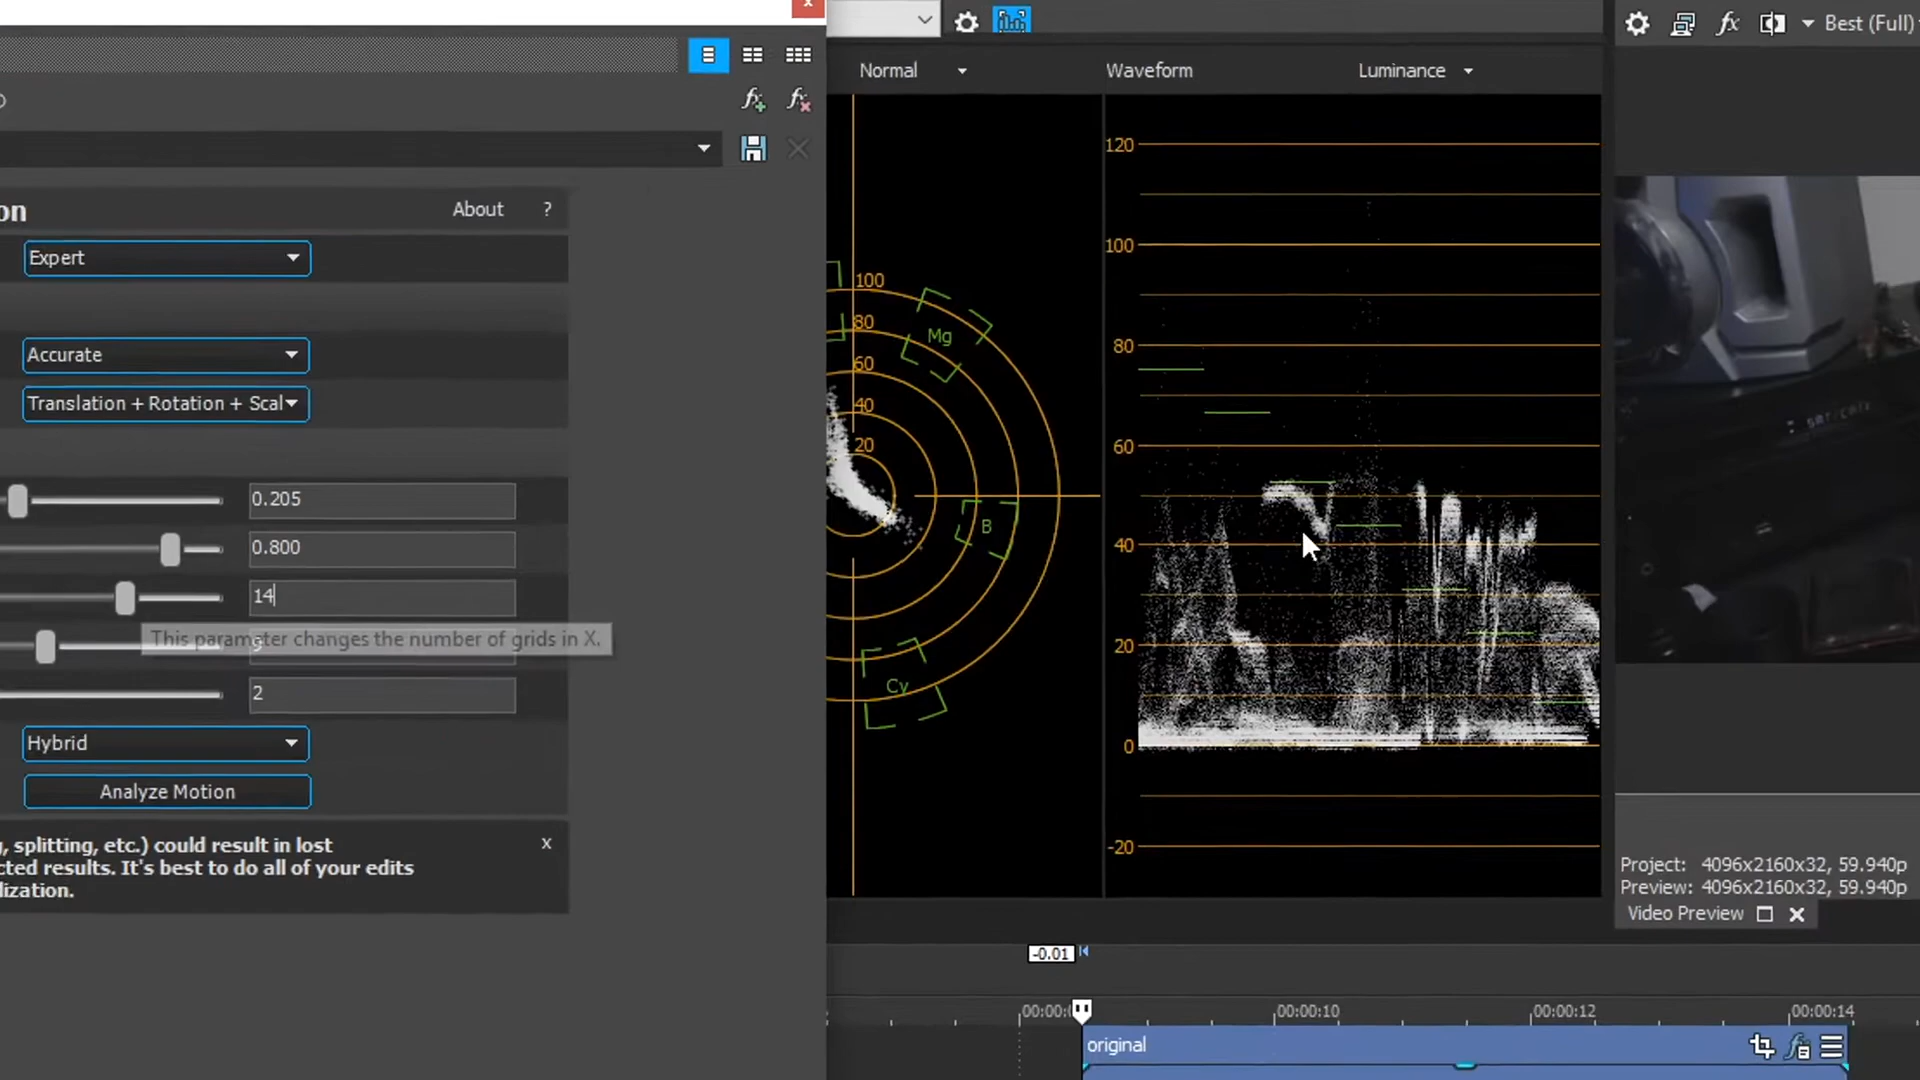 Best (Full)
Normal
Waveform
Luminance
on
About
?
Expert
Accurate
Translation + Rotation + Scal
0.205
0.800
14
This parameter changes the number of grids in X.
2
Hybrid
Analyze Motion
, splitting, etc.) could result in lost
x
cted results. It's best to do all of your edits
lization.
100
80
60
40
20
Mg
B
Cy
120
100
80
60
40
20
0
-20
Project: 4096x2160x32, 59.940p
Preview: 4096x2160x32, 59.940p
Video Preview
-0.01
00:00:10
00:00:12
00:00:14
original